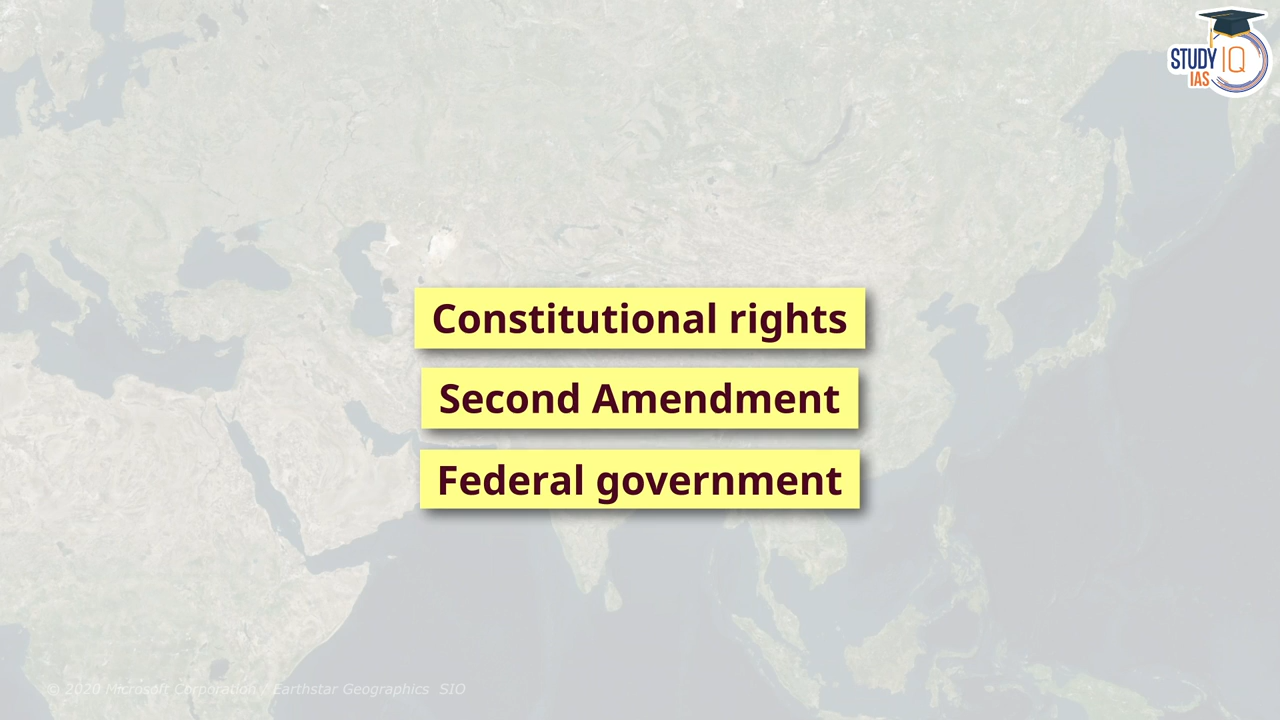 STUDY IQ
IAS
Constitutional rights
Second Amendment
Federal government
© 2020 Microsoft Corporation / Earthstar Geographics SIO